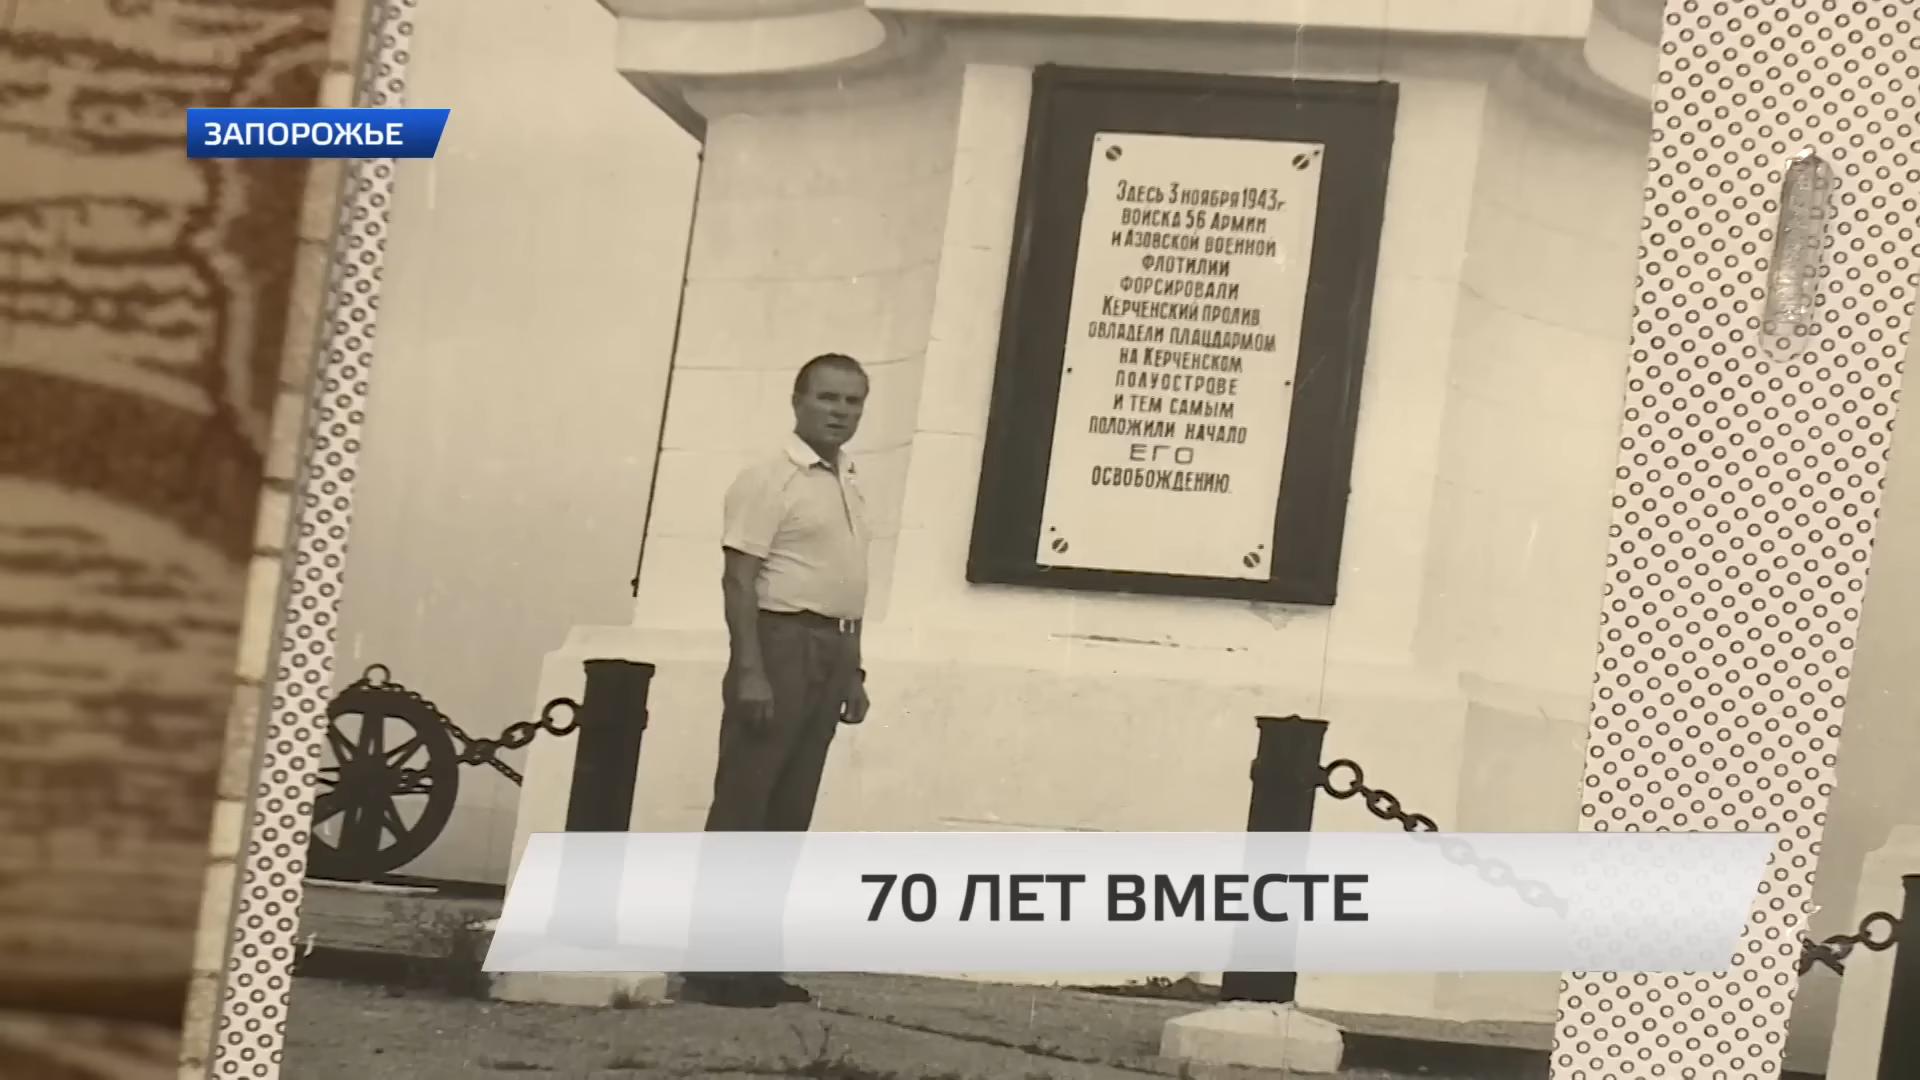 ЗАПОРОЖЬЕ
ЗДЕСЬ 3 НОЯБРЯ 1943г.
ВОЙСКА 56 АРМИИ
И АЗОВСКОЙ ВОЕННОЙ
ФЛОТИЛИИ
ФОРСИРОВАЛИ
КЕРЧЕНСКИЙ ПРОЛИВ,
ОВЛАДЕЛИ ПЛАЦДАРМОМ
НА КЕРЧЕНСКОМ
ПОЛУОСТРОВЕ
И ТЕМ САМЫМ
ПОЛОЖИЛИ НАЧАЛО
ЕГО
ОСВОБОЖДЕНИЮ.
70 ЛЕТ ВМЕСТЕ